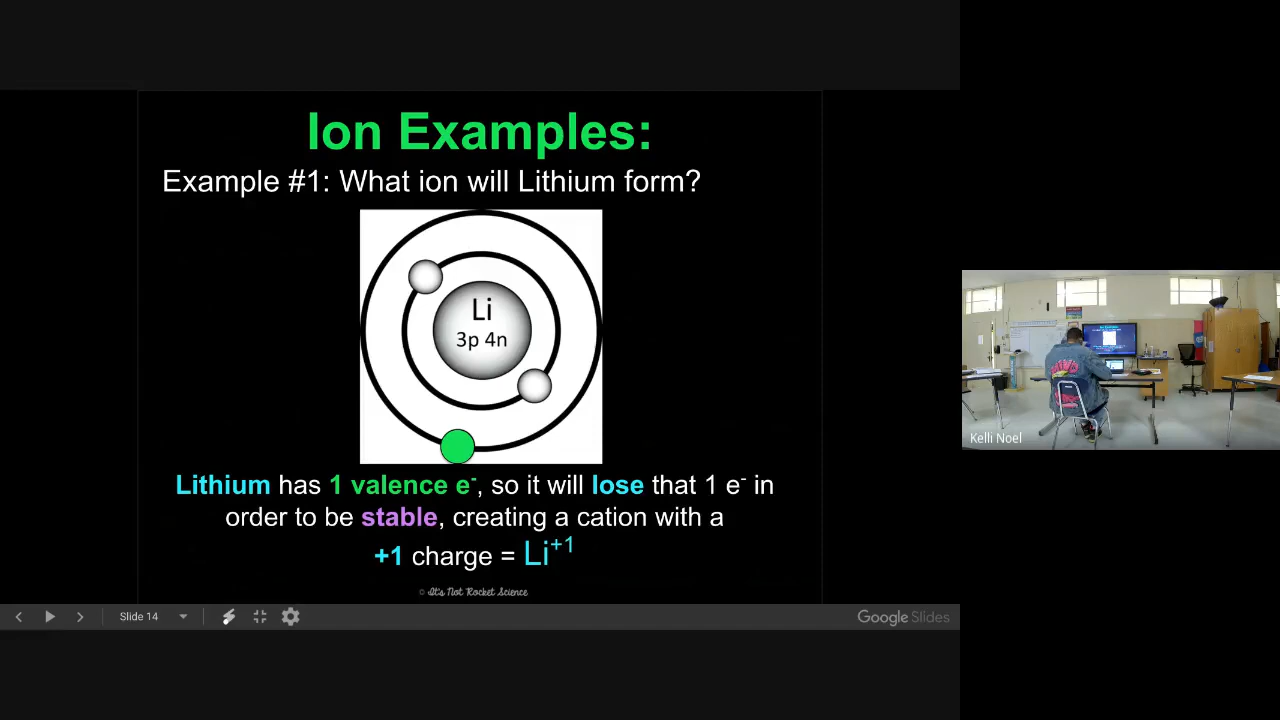 Ion Examples:
Example #1: What ion will Lithium form?
Li
3p 4n
Lithium has 1 valence e-, so it will lose that 1 e- in
order to be stable, creating a cation with a
+1 charge = Li+1
© It's Not Rocket Science
Slide 14
Google Slides
Kelli Noel